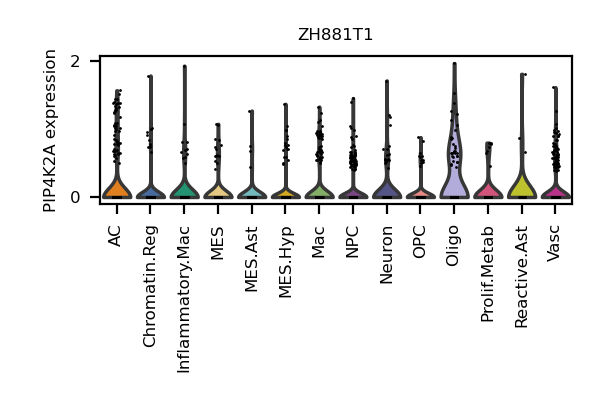 ZH881T1
PIP4K2A expression
2
0
AC
Chromatin.Reg
Inflammatory.Mac
MES
MES.Ast
MES.Hyp
Mac
NPC
Neuron
OPC
Oligo
Prolif.Metab
Reactive.Ast
Vasc